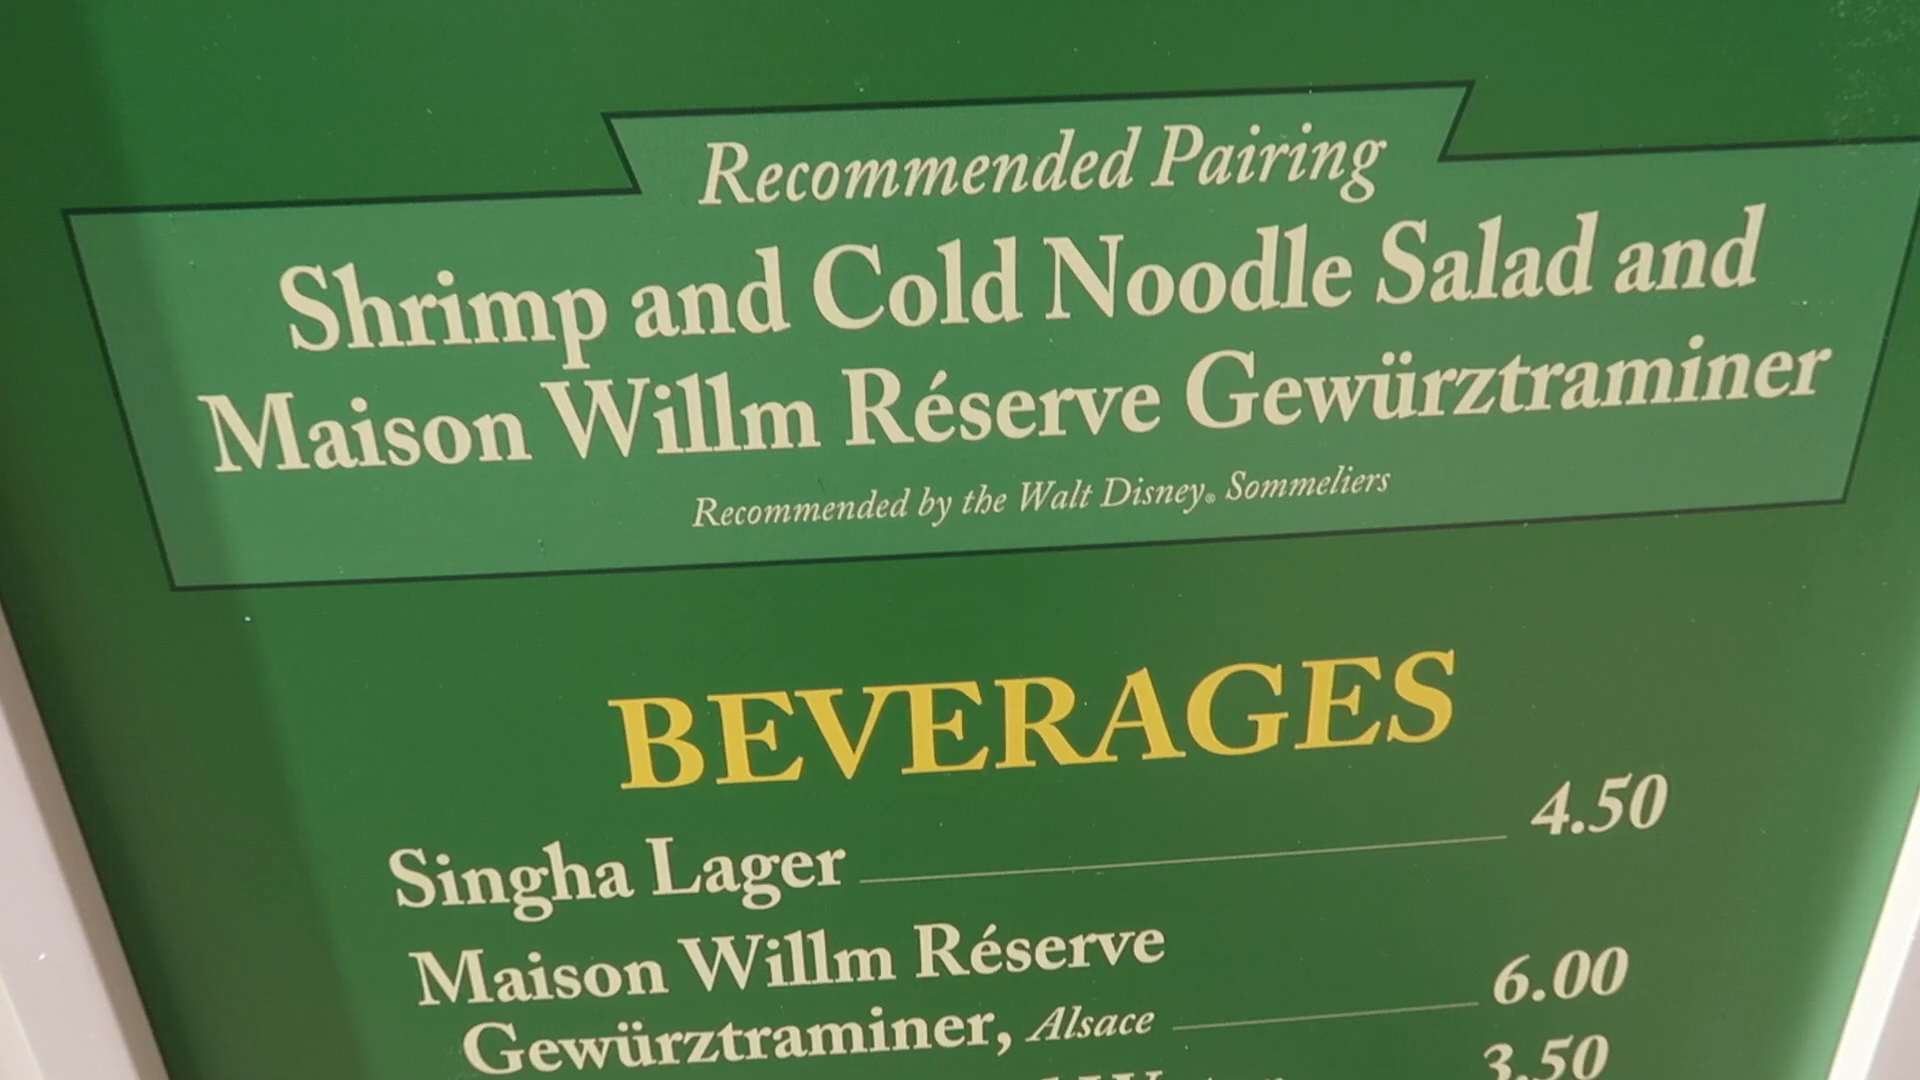 Recommended Pairing
Shrimp and Cold Noodle Salad and
Maison Willm Réserve Gewürztraminer
Recommended by the Walt Disney® Sommeliers
BEVERAGES
Singha Lager 4.50
Maison Willm Réserve
Gewürztraminer, Alsace 6.00
3.50